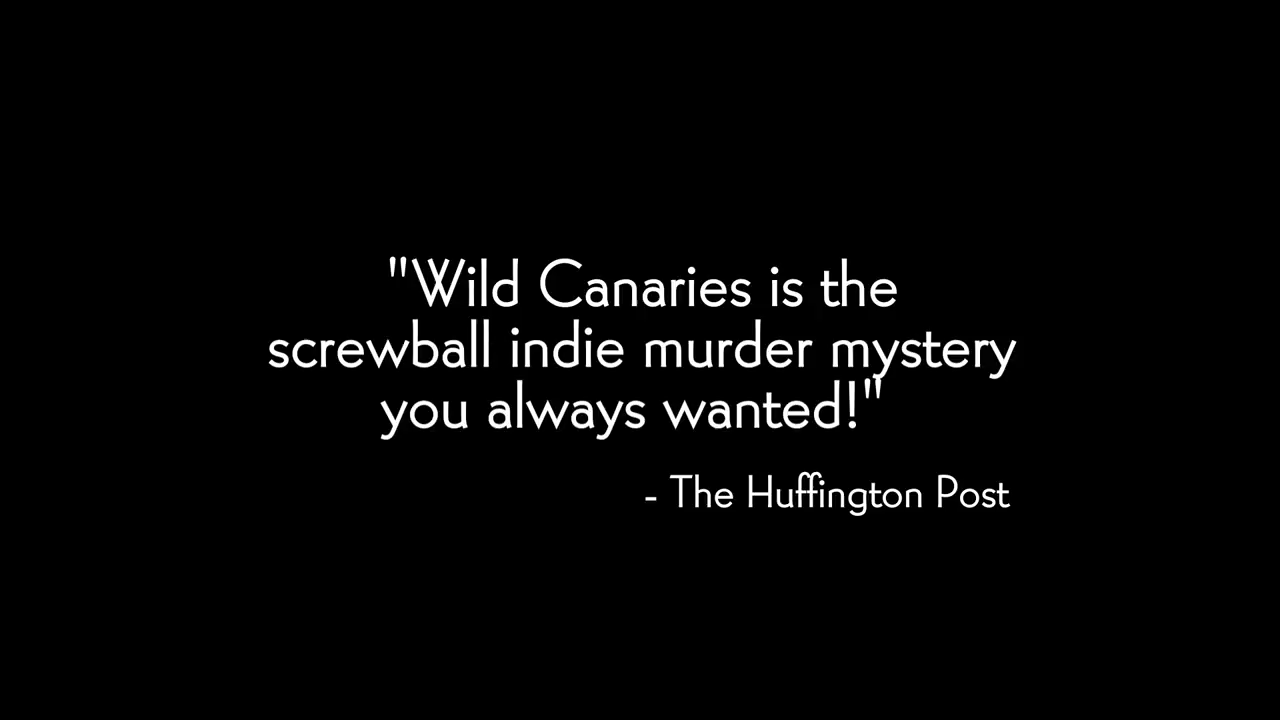 "Wild Canaries is the
screwball indie murder mystery
you always wanted!"
- The Huffington Post